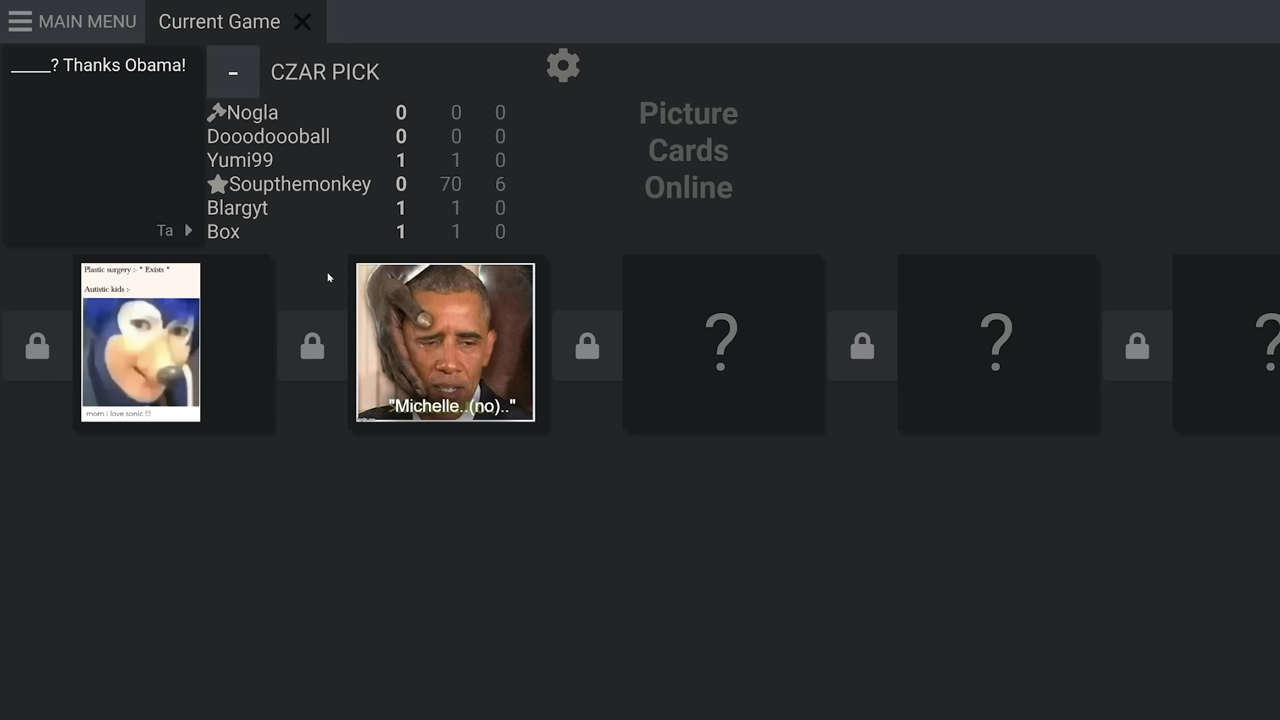 MAIN MENU
Current Game
_____? Thanks Obama!
Ta
-
CZAR PICK
Nogla 0 0 0
Dooodoooball 0 0 0
Yumi99 1 1 0
Soupthemonkey 0 70 6
Blargyt 1 1 0
Box 1 1 0
Picture
Cards
Online
Plastic surgery :- * Exists *
Autistic kids :-
mom i love sonic !!!
"Michelle..(no).."
?
?
?